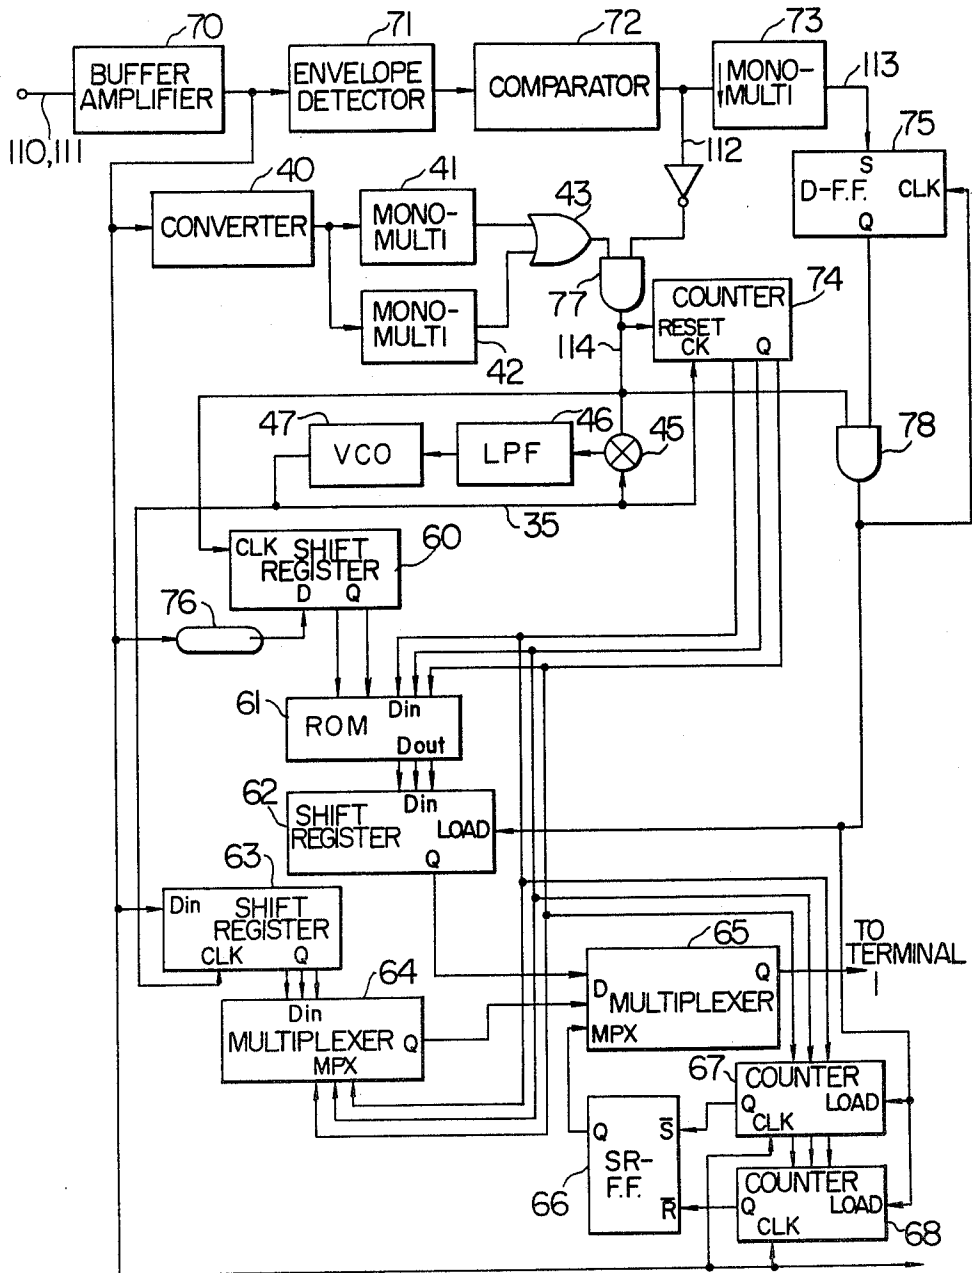 70
BUFFER
AMPLIFIER
110,111
71
ENVELOPE
DETECTOR
72
COMPARATOR
73
MONO-
MULTI
113
112
75
S
D-F.F.
CLK
Q
40
CONVERTER
41
MONO-
MULTI
MONO-
MULTI
42
43
77
114
74
COUNTER
RESET
CK
Q
47
VCO
46
LPF
45
78
35
60
CLK
SHIFT
REGISTER
D
Q
76
61
Din
ROM
Dout
62
Din
SHIFT
REGISTER
LOAD
Q
63
Din
SHIFT
REGISTER
CLK
Q
64
Din
MULTIPLEXER
Q
MPX
65
Q
D
MULTIPLEXER
MPX
TO
TERMINAL
1
67
COUNTER
Q
LOAD
CLK
66
Q
S̅
SR-
F.F.
R̅
COUNTER
Q
LOAD
CLK
68